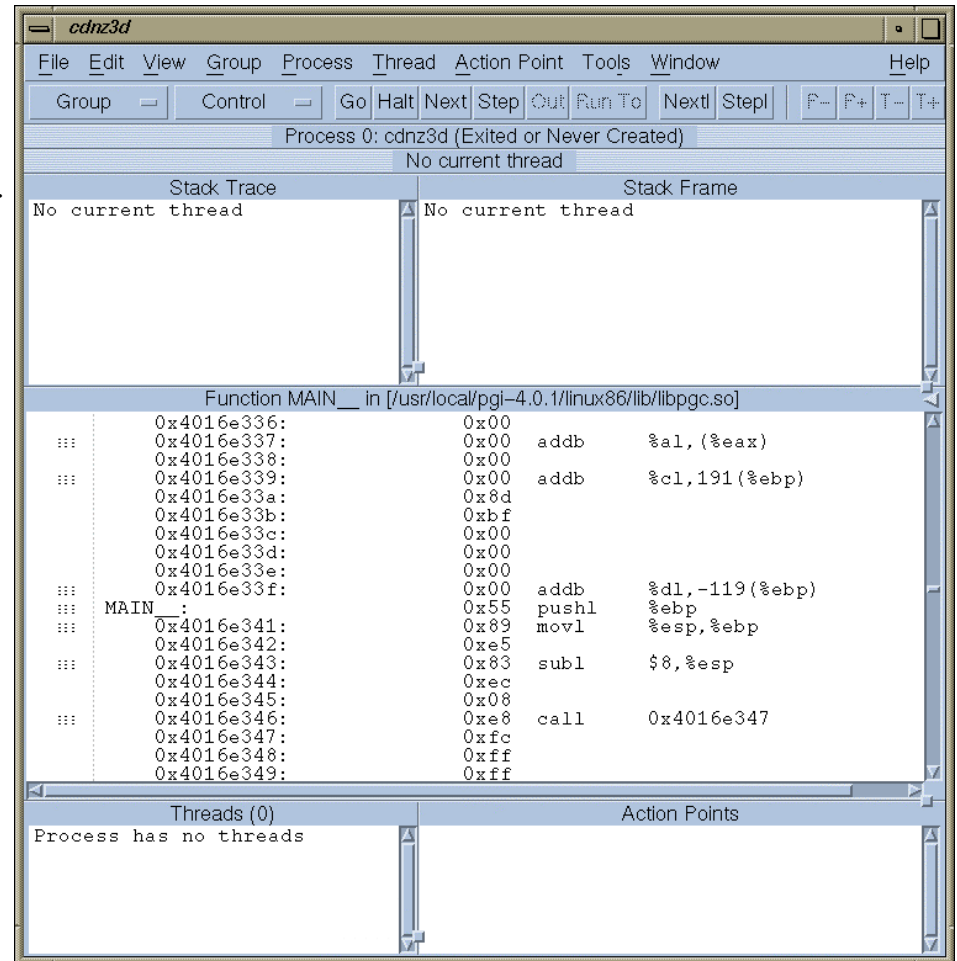 cdnz3d
File Edit View Group Process Thread Action Point Tools Window Help
Group Control Go Halt Next Step Out Run To NextI StepI P- P+ T- T+
Process 0: cdnz3d (Exited or Never Created)
No current thread
Stack Trace Stack Frame
No current thread No current thread
Function MAIN__ in [/usr/local/pgi-4.0.1/linux86/lib/libpgc.so]
0x4016e336: 0x00
0x4016e337: 0x00 addb %al,(%eax)
0x4016e338: 0x00
0x4016e339: 0x00 addb %cl,191(%ebp)
0x4016e33a: 0x8d
0x4016e33b: 0xbf
0x4016e33c: 0x00
0x4016e33d: 0x00
0x4016e33e: 0x00
0x4016e33f: 0x00 addb %dl,-119(%ebp)
MAIN__: 0x55 pushl %ebp
0x4016e341: 0x89 movl %esp,%ebp
0x4016e342: 0xe5
0x4016e343: 0x83 subl $8,%esp
0x4016e344: 0xec
0x4016e345: 0x08
0x4016e346: 0xe8 call 0x4016e347
0x4016e347: 0xfc
0x4016e348: 0xff
0x4016e349: 0xff
Threads (0) Action Points
Process has no threads